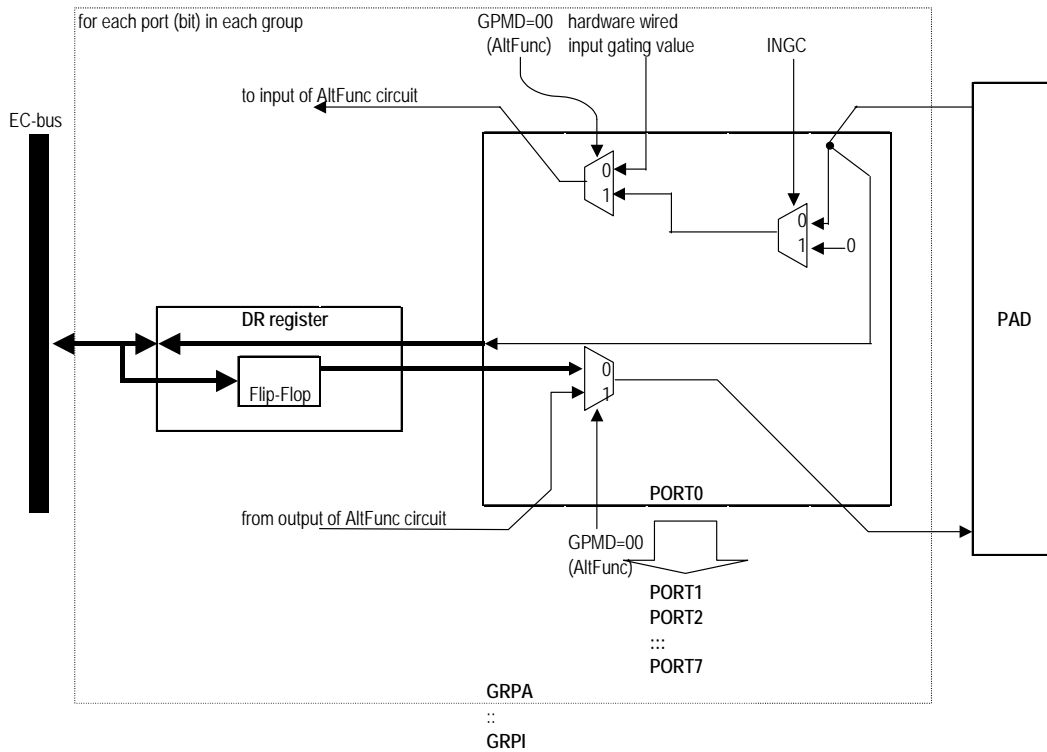 for each port (bit) in each group
GPMD=00
(AltFunc)
hardware wired
input gating value
INGC
to input of AltFunc circuit
EC-bus
0
1
0
1
0
DR register
PAD
Flip-Flop
0
1
PORT0
from output of AltFunc circuit
GPMD=00
(AltFunc)
PORT1
PORT2
:::
PORT7
GRPA
::
GRPI